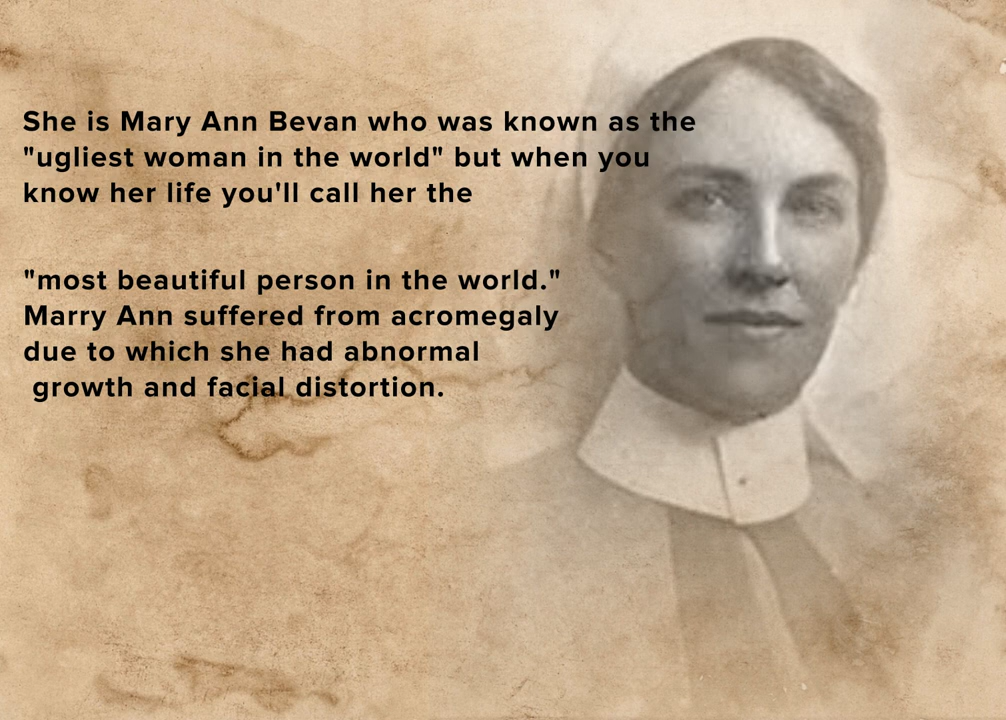 She is Mary Ann Bevan who was known as the
"ugliest woman in the world" but when you
know her life you'll call her the
"most beautiful person in the world."
Marry Ann suffered from acromegaly
due to which she had abnormal
growth and facial distortion.